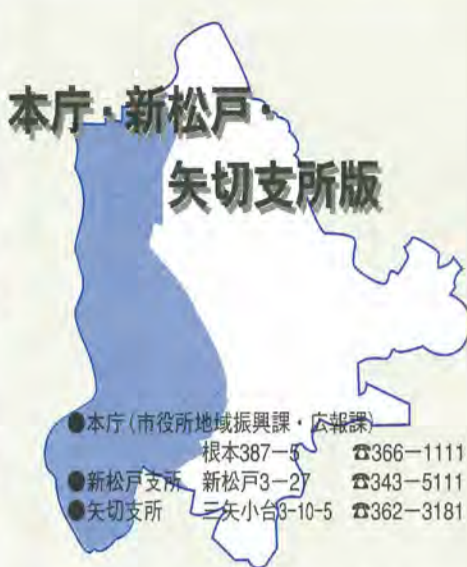 本庁・新松戸・
矢切支所版
●本庁(市役所地域振興課・広報課)
根本387－5 ☎366－1111
●新松戸支所 新松戸3－27 ☎343－5111
●矢切支所 三矢小台3-10-5 ☎362－3181